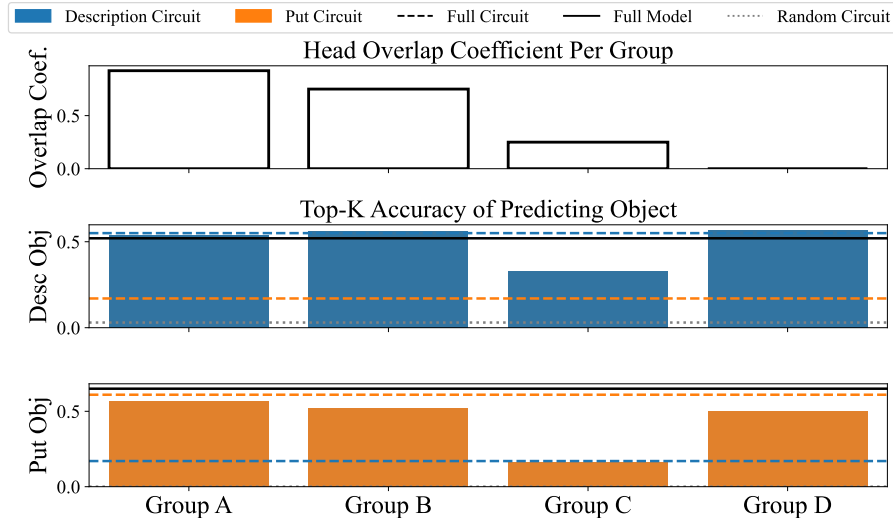 Description Circuit Put Circuit Full Circuit Full Model Random Circuit
Head Overlap Coefficient Per Group
Overlap Coef.
0.5
0.0
Top-K Accuracy of Predicting Object
Desc Obj
0.5
0.0
Put Obj
0.5
0.0
Group A Group B Group C Group D